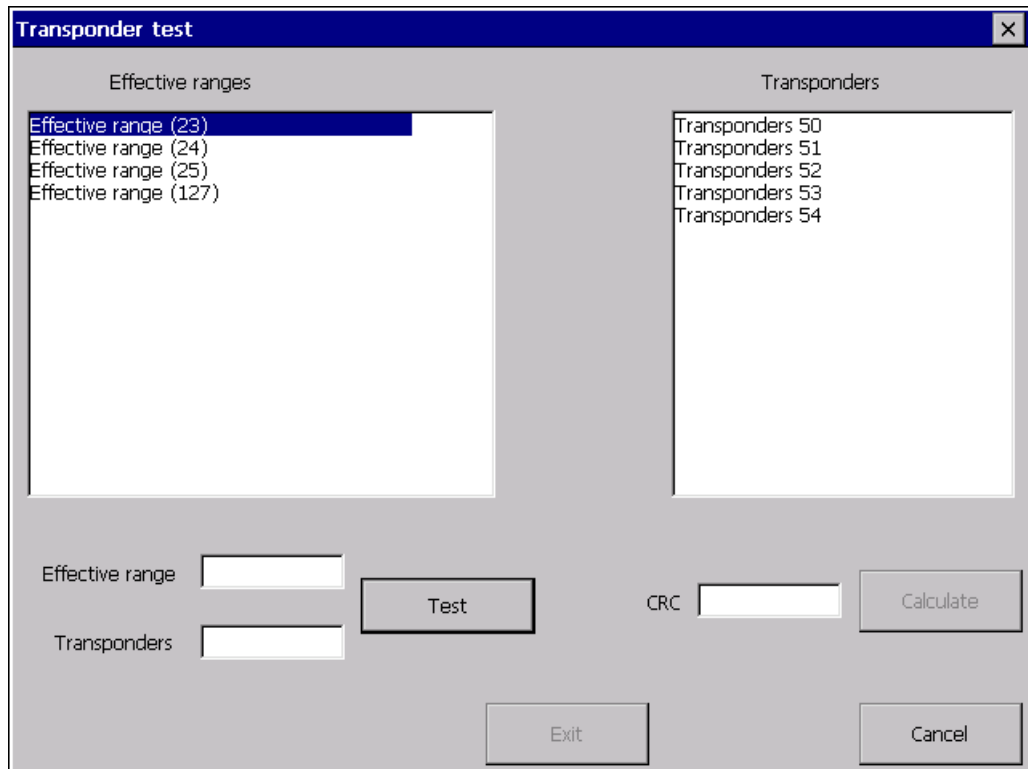 Transponder test
Effective ranges
Transponders
Effective range (23)
Effective range (24)
Effective range (25)
Effective range (127)
Transponders 50
Transponders 51
Transponders 52
Transponders 53
Transponders 54
Effective range
Transponders
Test
CRC
Calculate
Exit
Cancel